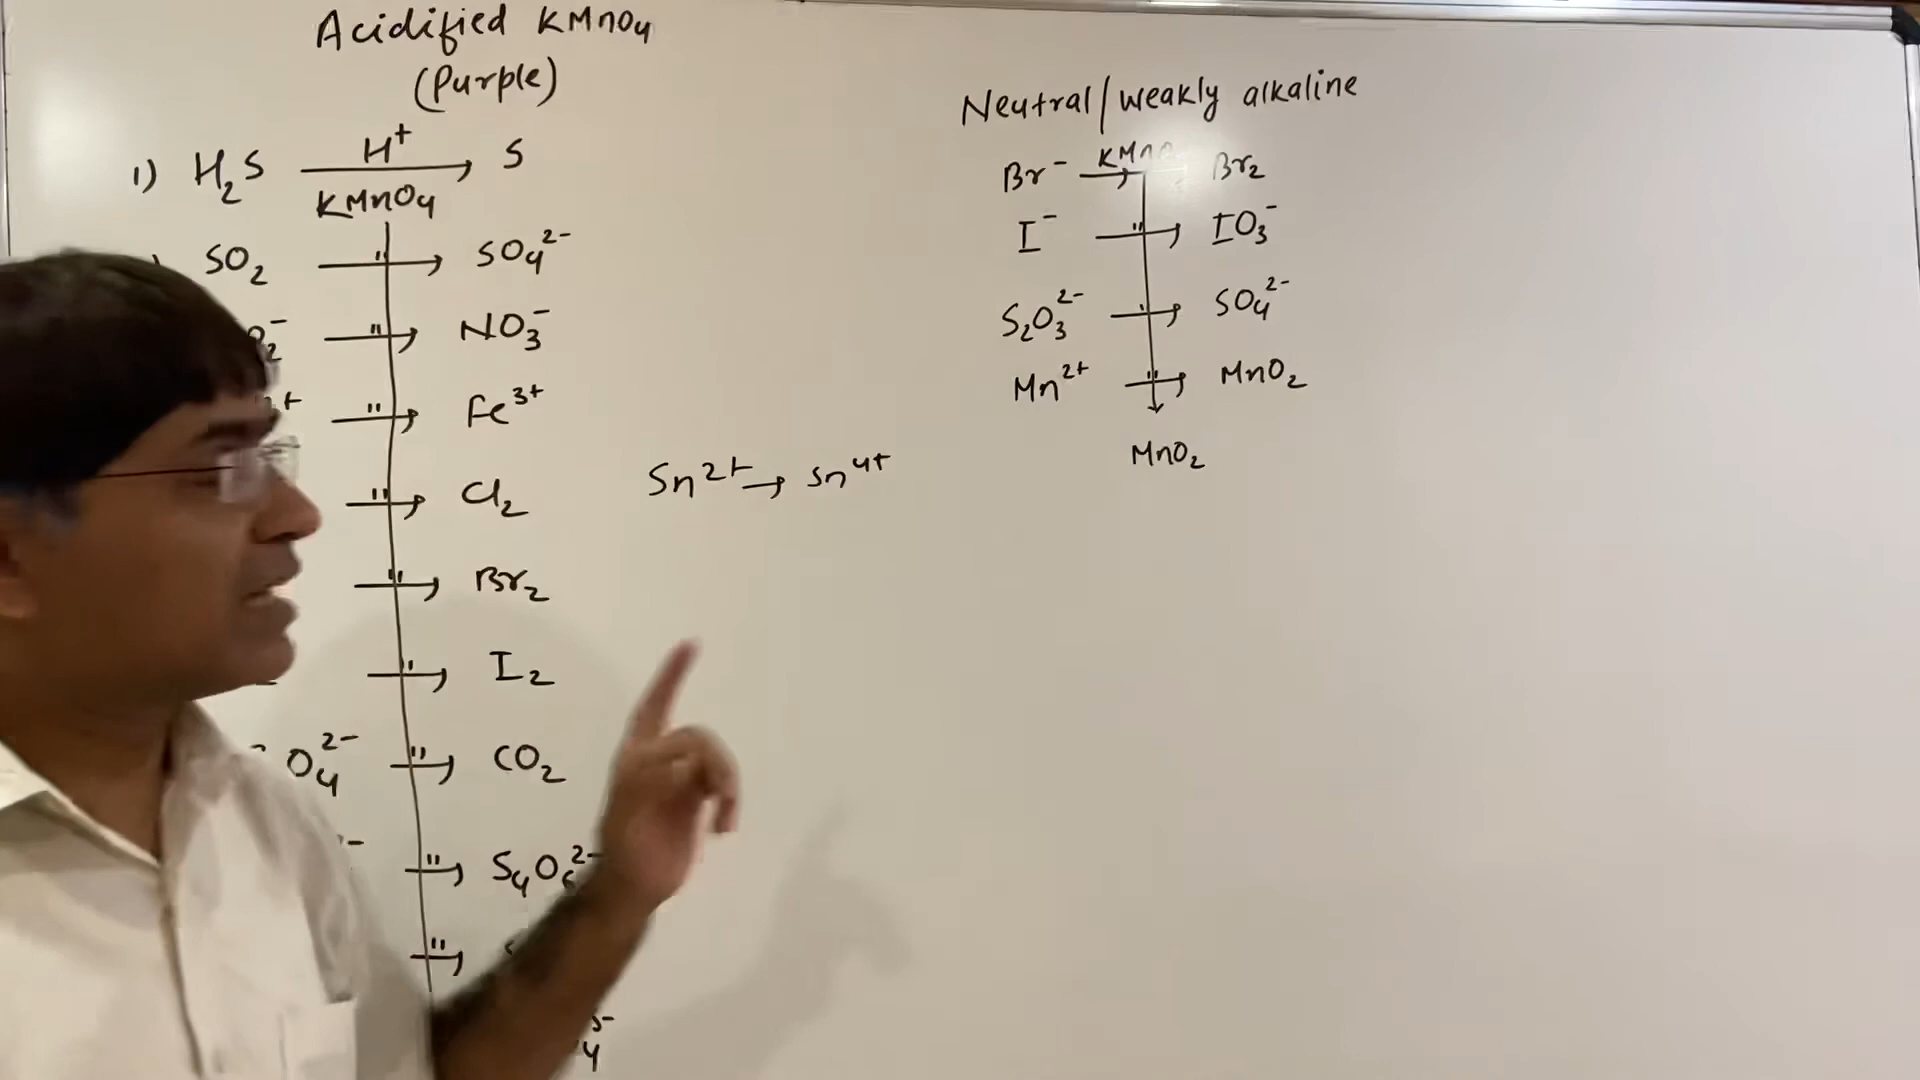 Acidified KMnO4
(Purple)
1) H2S —H+/KMnO4→ S
SO2 —"→ SO4^2-
—"→ NO3^-
—"→ Fe^3+
—"→ Cl2
—"→ Br2
—"→ I2
O4^2- —"→ CO2
—"→ S4O6^2-
—"→
4
Sn^2+ → Sn^4+
Neutral/weakly alkaline
Br^- —KMn→ Br2
I^- —"→ IO3^-
S2O3^2- —"→ SO4^2-
Mn^2+ —"→ MnO2
MnO2